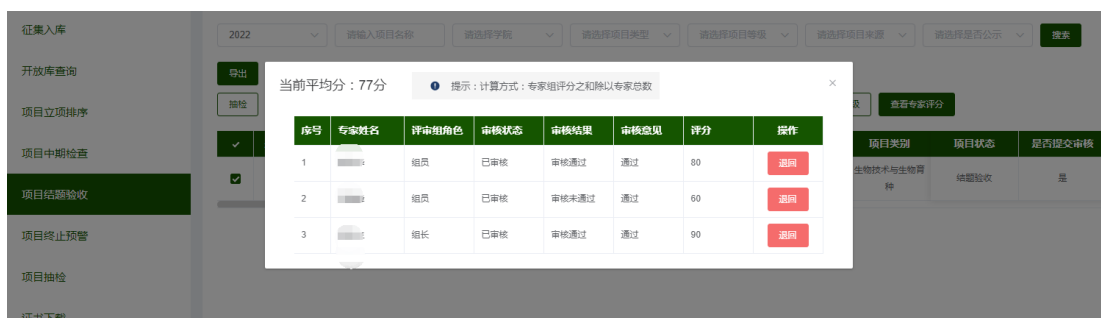 征集入库
开放库查询
项目立项排序
项目中期检查
项目结题验收
项目终止预警
项目抽检
证书下载
2022 请输入项目名称 请选择学院 请选择项目类型 请选择项目等级 请选择项目来源 请选择是否公示 搜索
导出
抽检 级 查看专家评分
项目类别 项目状态 是否提交审核
生物技术与生物育种 结题验收 是
当前平均分：77分 提示：计算方式：专家组评分之和除以专家总数 ×
序号 专家姓名 评审组角色 审核状态 审核结果 审核意见 评分 操作
1 组员 已审核 审核通过 通过 80 退回
2 组员 已审核 审核未通过 通过 60 退回
3 组长 已审核 审核通过 通过 90 退回